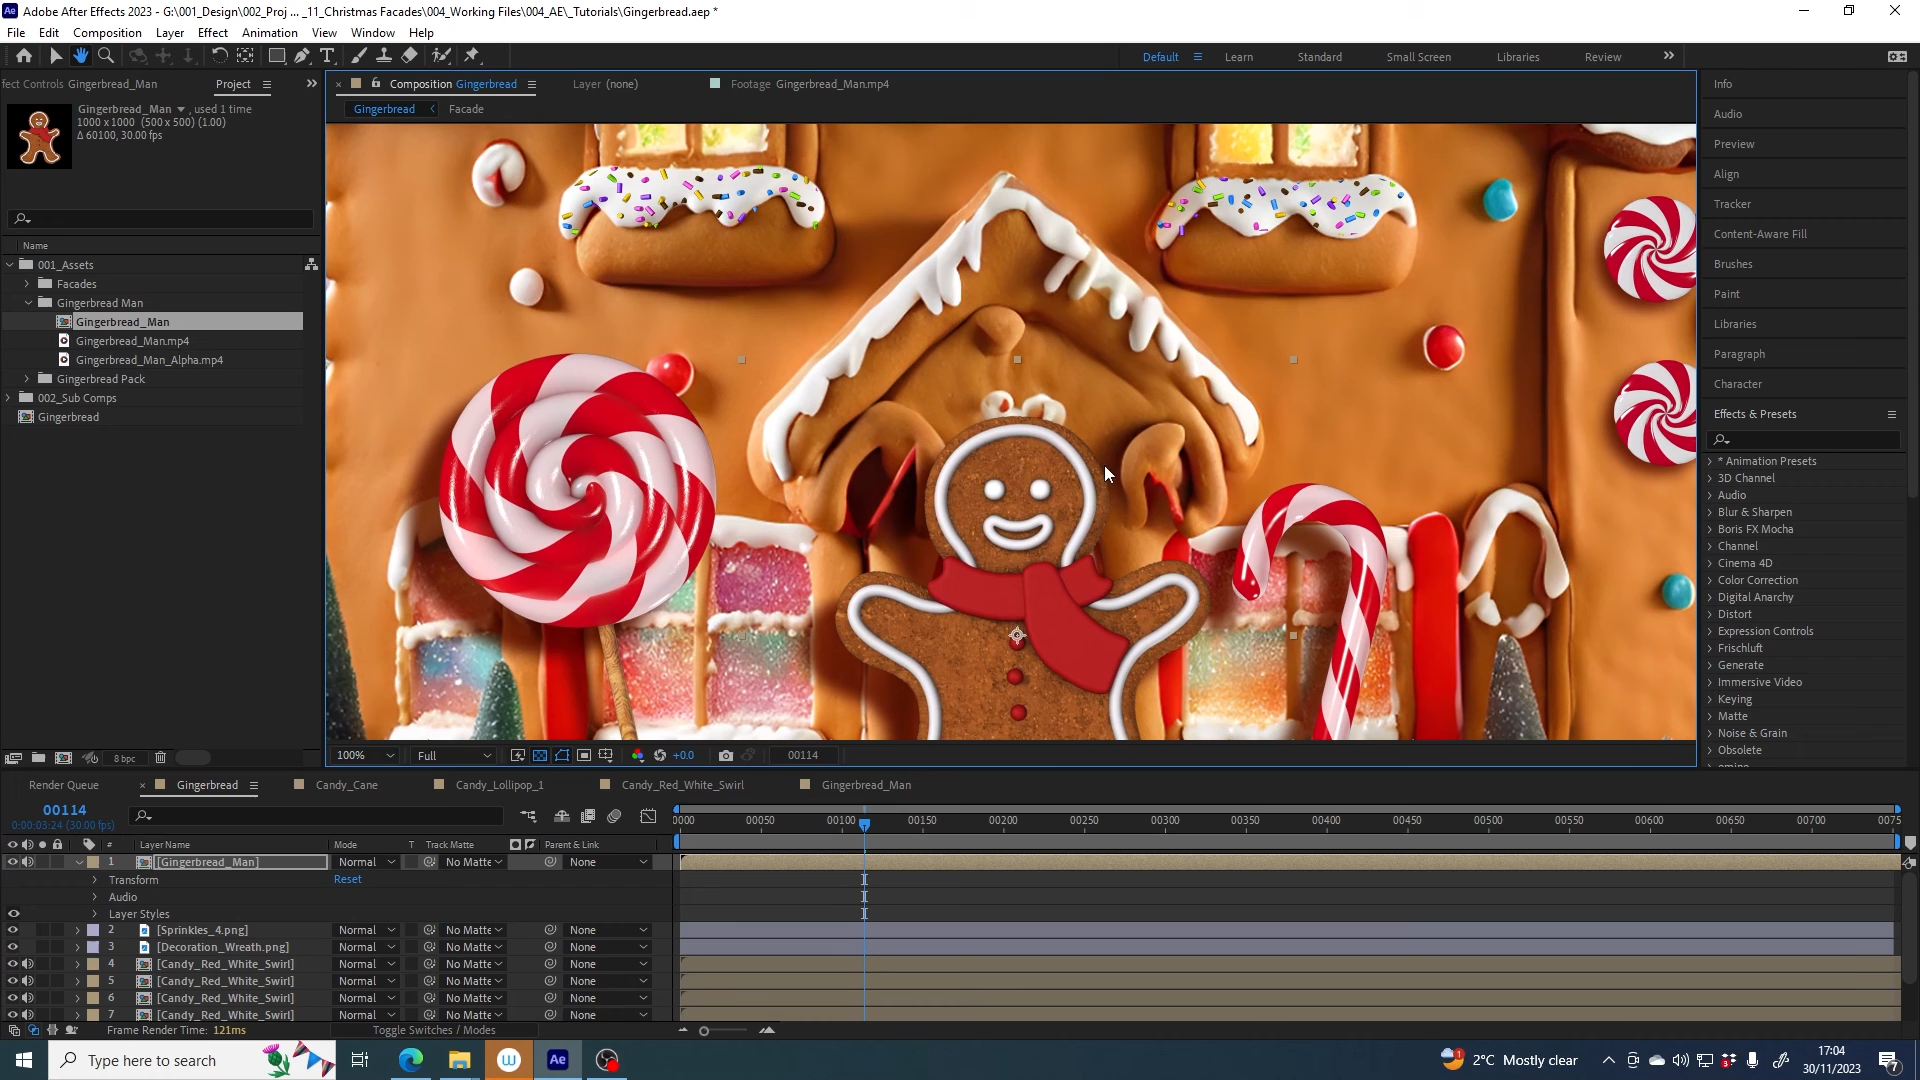 Adobe After Effects 2023 - G:\001_Design\002_Proj ... _11_Christmas Facades\004_Working Files\004_AE\_Tutorials\Gingerbread.aep *
File Edit Composition Layer Effect Animation View Window Help
Default Learn Standard Small Screen Libraries Review
fect Controls Gingerbread_Man Project
Composition Gingerbread Layer (none) Footage Gingerbread_Man.mp4
Gingerbread Facade
Gingerbread_Man , used 1 time
1000 x 1000 (500 x 500) (1.00)
Δ 60100, 30.00 fps
Name
001_Assets
Facades
Gingerbread Man
Gingerbread_Man
Gingerbread_Man.mp4
Gingerbread_Man_Alpha.mp4
Gingerbread Pack
002_Sub Comps
Gingerbread
8 bpc
100% Full +0.0 00114
Info
Audio
Preview
Align
Tracker
Content-Aware Fill
Brushes
Paint
Libraries
Paragraph
Character
Effects & Presets
* Animation Presets
3D Channel
Audio
Blur & Sharpen
Boris FX Mocha
Channel
Cinema 4D
Color Correction
Digital Anarchy
Distort
Expression Controls
Frischluft
Generate
Immersive Video
Keying
Matte
Noise & Grain
Obsolete
Render Queue Gingerbread Candy_Cane Candy_Lollipop_1 Candy_Red_White_Swirl Gingerbread_Man
00114
0:00:03:24 (30.00 fps)
0000 00050 00100 00150 00200 00250 00300 00350 00400 00450 00500 00550 00600 00650 00700 0075
# Layer Name Mode T Track Matte Parent & Link
1 [Gingerbread_Man] Normal No Matte None
Transform Reset
Audio
Layer Styles
2 [Sprinkles_4.png] Normal No Matte None
3 [Decoration_Wreath.png] Normal No Matte None
4 [Candy_Red_White_Swirl] Normal No Matte None
5 [Candy_Red_White_Swirl] Normal No Matte None
6 [Candy_Red_White_Swirl] Normal No Matte None
7 [Candy_Red_White_Swirl] Normal No Matte None
Frame Render Time: 121ms Toggle Switches / Modes
Type here to search
2°C Mostly clear
17:04
30/11/2023
7